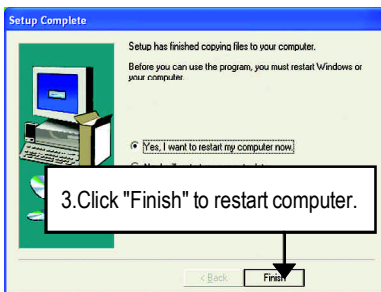 Setup Complete
Setup has finished copying files to your computer.
Before you can use the program, you must restart Windows or
your computer.
Yes, I want to restart my computer now.
3.Click "Finish" to restart computer.
< Back
Finish